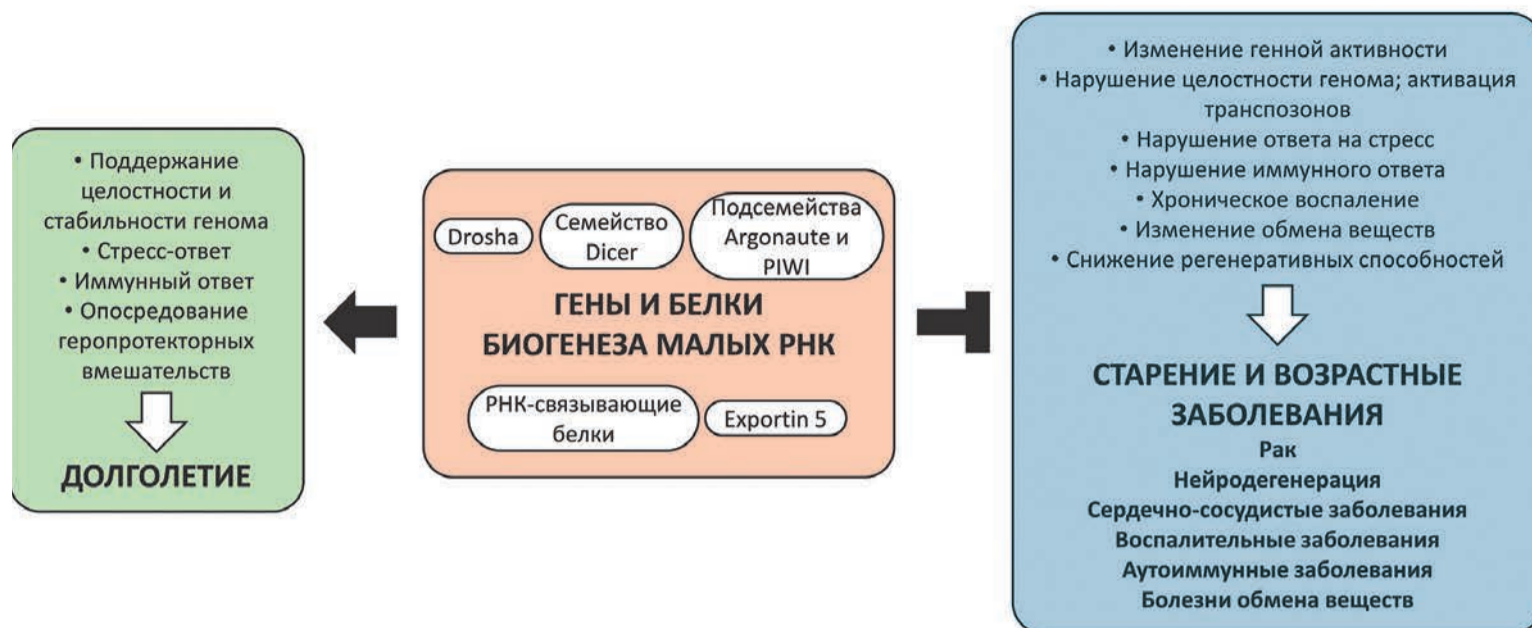 • Поддержание
целостности и
стабильности генома
• Стресс-ответ
• Иммунный ответ
• Опосредование
геропротекторных
вмешательств
ДОЛГОЛЕТИЕ
Drosha
Семейство
Dicer
Подсемейства
Argonaute и
PIWI
ГЕНЫ И БЕЛКИ
БИОГЕНЕЗА МАЛЫХ РНК
РНК-связывающие
белки
Exportin 5
• Изменение генной активности
• Нарушение целостности генома; активация
транспозонов
• Нарушение ответа на стресс
• Нарушение иммунного ответа
• Хроническое воспаление
• Изменение обмена веществ
• Снижение регенеративных способностей
СТАРЕНИЕ И ВОЗРАСТНЫЕ
ЗАБОЛЕВАНИЯ
Рак
Нейродегенерация
Сердечно-сосудистые заболевания
Воспалительные заболевания
Аутоиммунные заболевания
Болезни обмена веществ